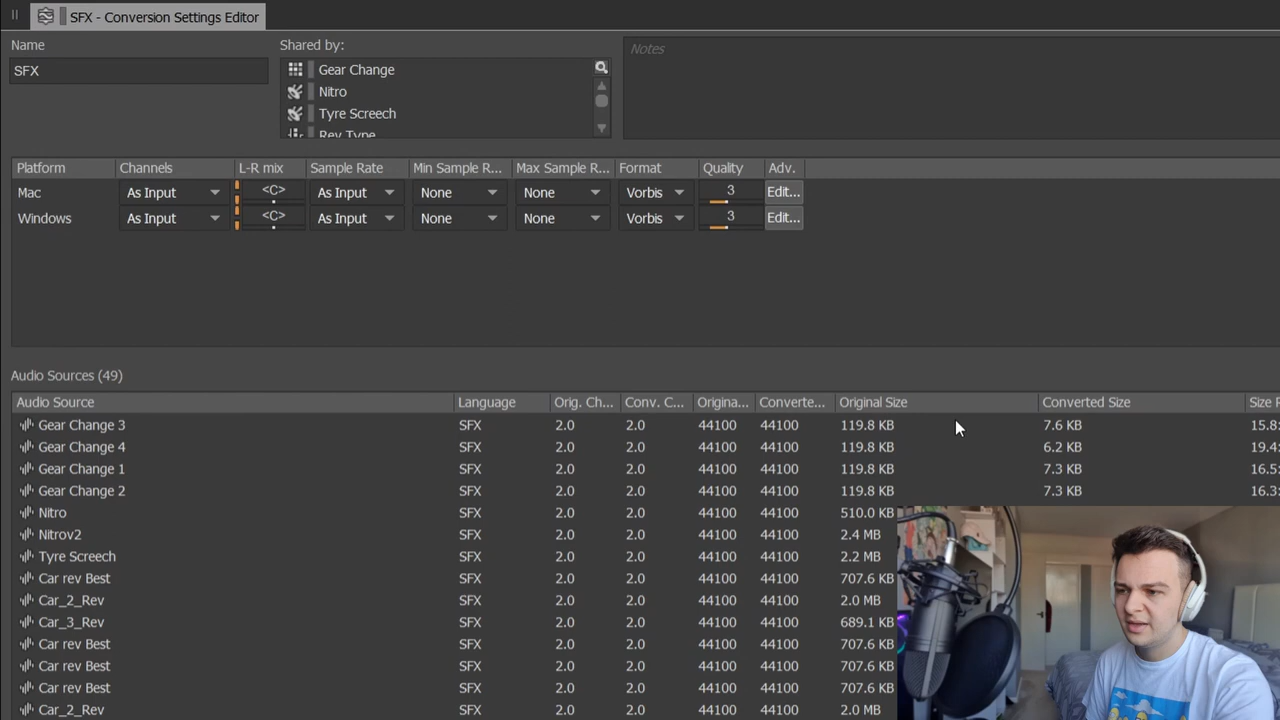 SFX - Conversion Settings Editor
Name Shared by: Notes
SFX
Gear Change
Nitro
Tyre Screech
Rev Type
Platform Channels L-R mix Sample Rate Min Sample R... Max Sample R... Format Quality Adv.
Mac As Input <C> As Input None None Vorbis 3 Edit...
Windows As Input <C> As Input None None Vorbis 3 Edit...
Audio Sources (49)
Audio Source Language Orig. Ch... Conv. C... Origina... Converte... Original Size Converted Size Size
Gear Change 3 SFX 2.0 2.0 44100 44100 119.8 KB 7.6 KB 15.8
Gear Change 4 SFX 2.0 2.0 44100 44100 119.8 KB 6.2 KB 19.4
Gear Change 1 SFX 2.0 2.0 44100 44100 119.8 KB 7.3 KB 16.5
Gear Change 2 SFX 2.0 2.0 44100 44100 119.8 KB 7.3 KB 16.3
Nitro SFX 2.0 2.0 44100 44100 510.0 KB
Nitrov2 SFX 2.0 2.0 44100 44100 2.4 MB
Tyre Screech SFX 2.0 2.0 44100 44100 2.2 MB
Car rev Best SFX 2.0 2.0 44100 44100 707.6 KB
Car_2_Rev SFX 2.0 2.0 44100 44100 2.0 MB
Car_3_Rev SFX 2.0 2.0 44100 44100 689.1 KB
Car rev Best SFX 2.0 2.0 44100 44100 707.6 KB
Car rev Best SFX 2.0 2.0 44100 44100 707.6 KB
Car rev Best SFX 2.0 2.0 44100 44100 707.6 KB
Car_2_Rev SFX 2.0 2.0 44100 44100 2.0 MB